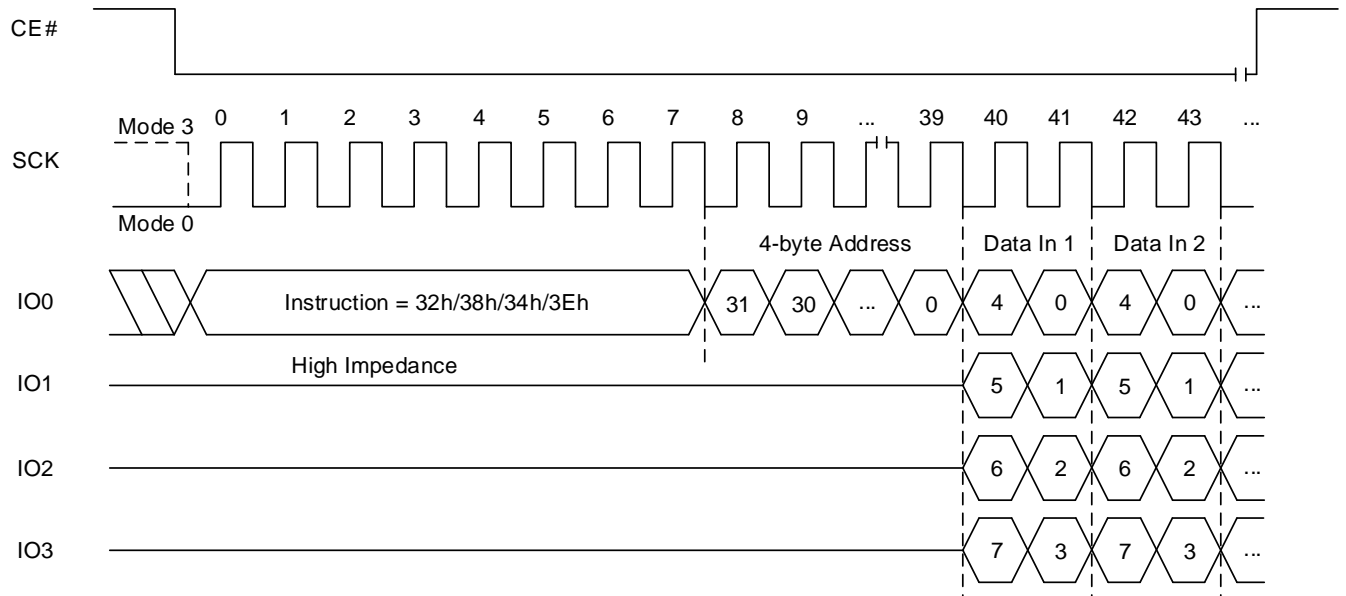 CE#
Mode 3 0 1 2 3 4 5 6 7 8 9 ... 39 40 41 42 43 ...
SCK
Mode 0
4-byte Address Data In 1 Data In 2
IO0 Instruction = 32h/38h/34h/3Eh 31 30 ... 0 4 0 4 0 ...
High Impedance
IO1 5 1 5 1 ...
IO2 6 2 6 2 ...
IO3 7 3 7 3 ...